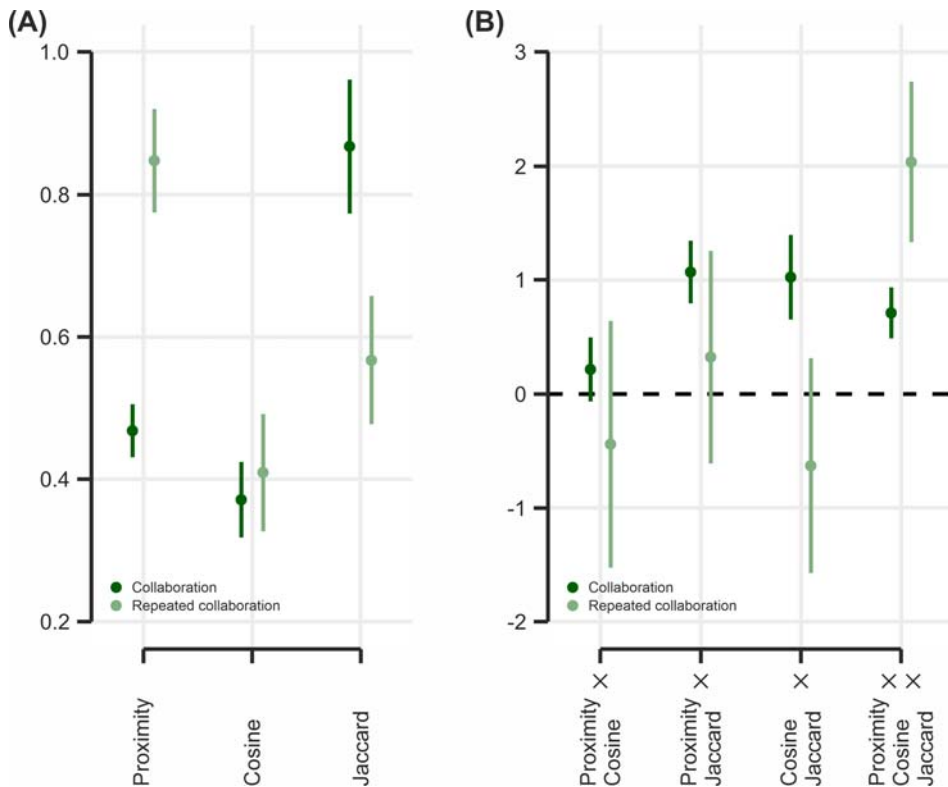 (A)
1.0
0.8
0.6
0.4
0.2
Collaboration
Repeated collaboration
Proximity
Cosine
Jaccard
(B)
3
2
1
0
-1
-2
Collaboration
Repeated collaboration
Proximity ×
Cosine
Proximity ×
Jaccard
Cosine ×
Jaccard
Proximity ×
Cosine ×
Jaccard